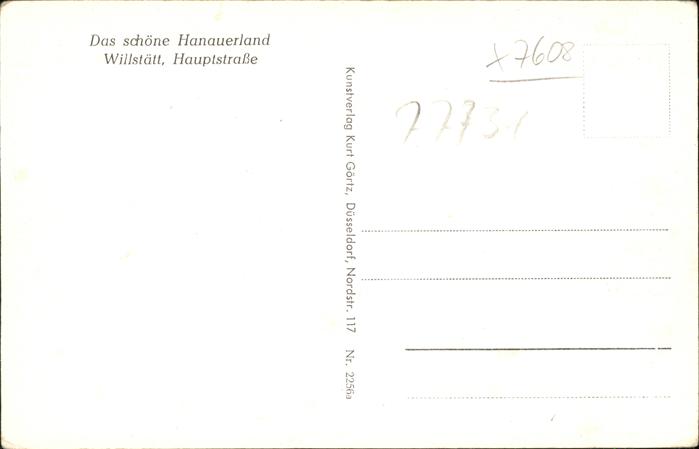 Das schöne Hanauerland
Willstätt, Hauptstraße
Kunstverlag Kurt Görtz, Düsseldorf, Nordstr. 117 Nr. 2256a
x7608
77731